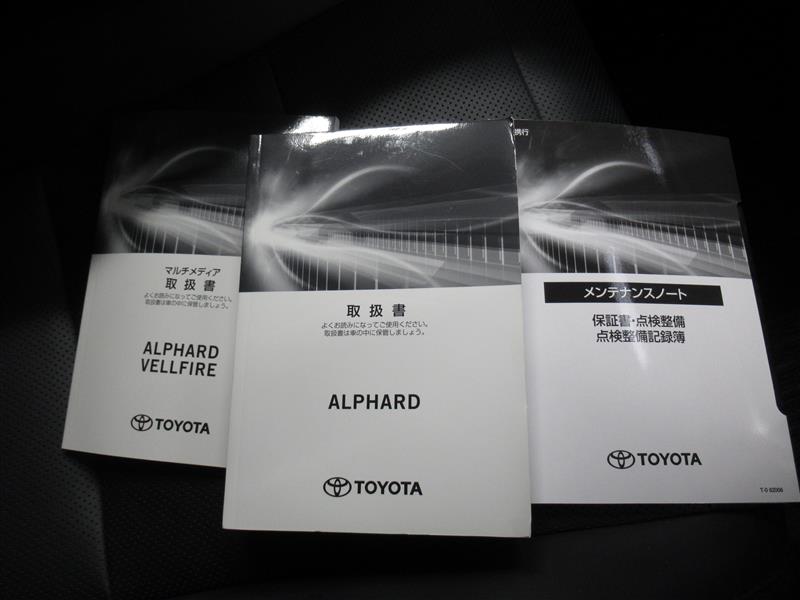 マルチメディア
取扱書
よくお読みになってご使用ください。
取扱書は車の中に保管しましょう。
ALPHARD
VELLFIRE
TOYOTA
取扱書
よくお読みになってご使用ください。
取扱書は車の中に保管しましょう。
ALPHARD
TOYOTA
携行
メンテナンスノート
保証書・点検整備
点検整備記録簿
TOYOTA